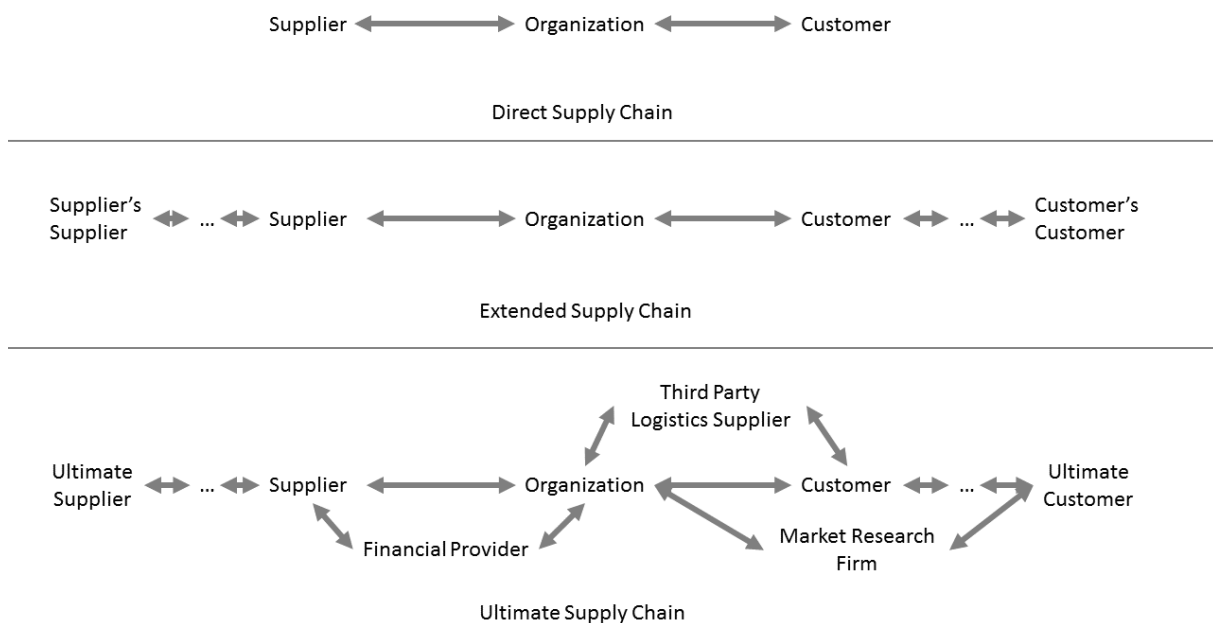 Supplier Organization Customer
Direct Supply Chain
Supplier’s
Supplier
... Supplier Organization Customer ...
Customer’s
Customer
Extended Supply Chain
Third Party
Logistics Supplier
Ultimate
Supplier
... Supplier Organization Customer ...
Ultimate
Customer
Financial Provider
Market Research
Firm
Ultimate Supply Chain